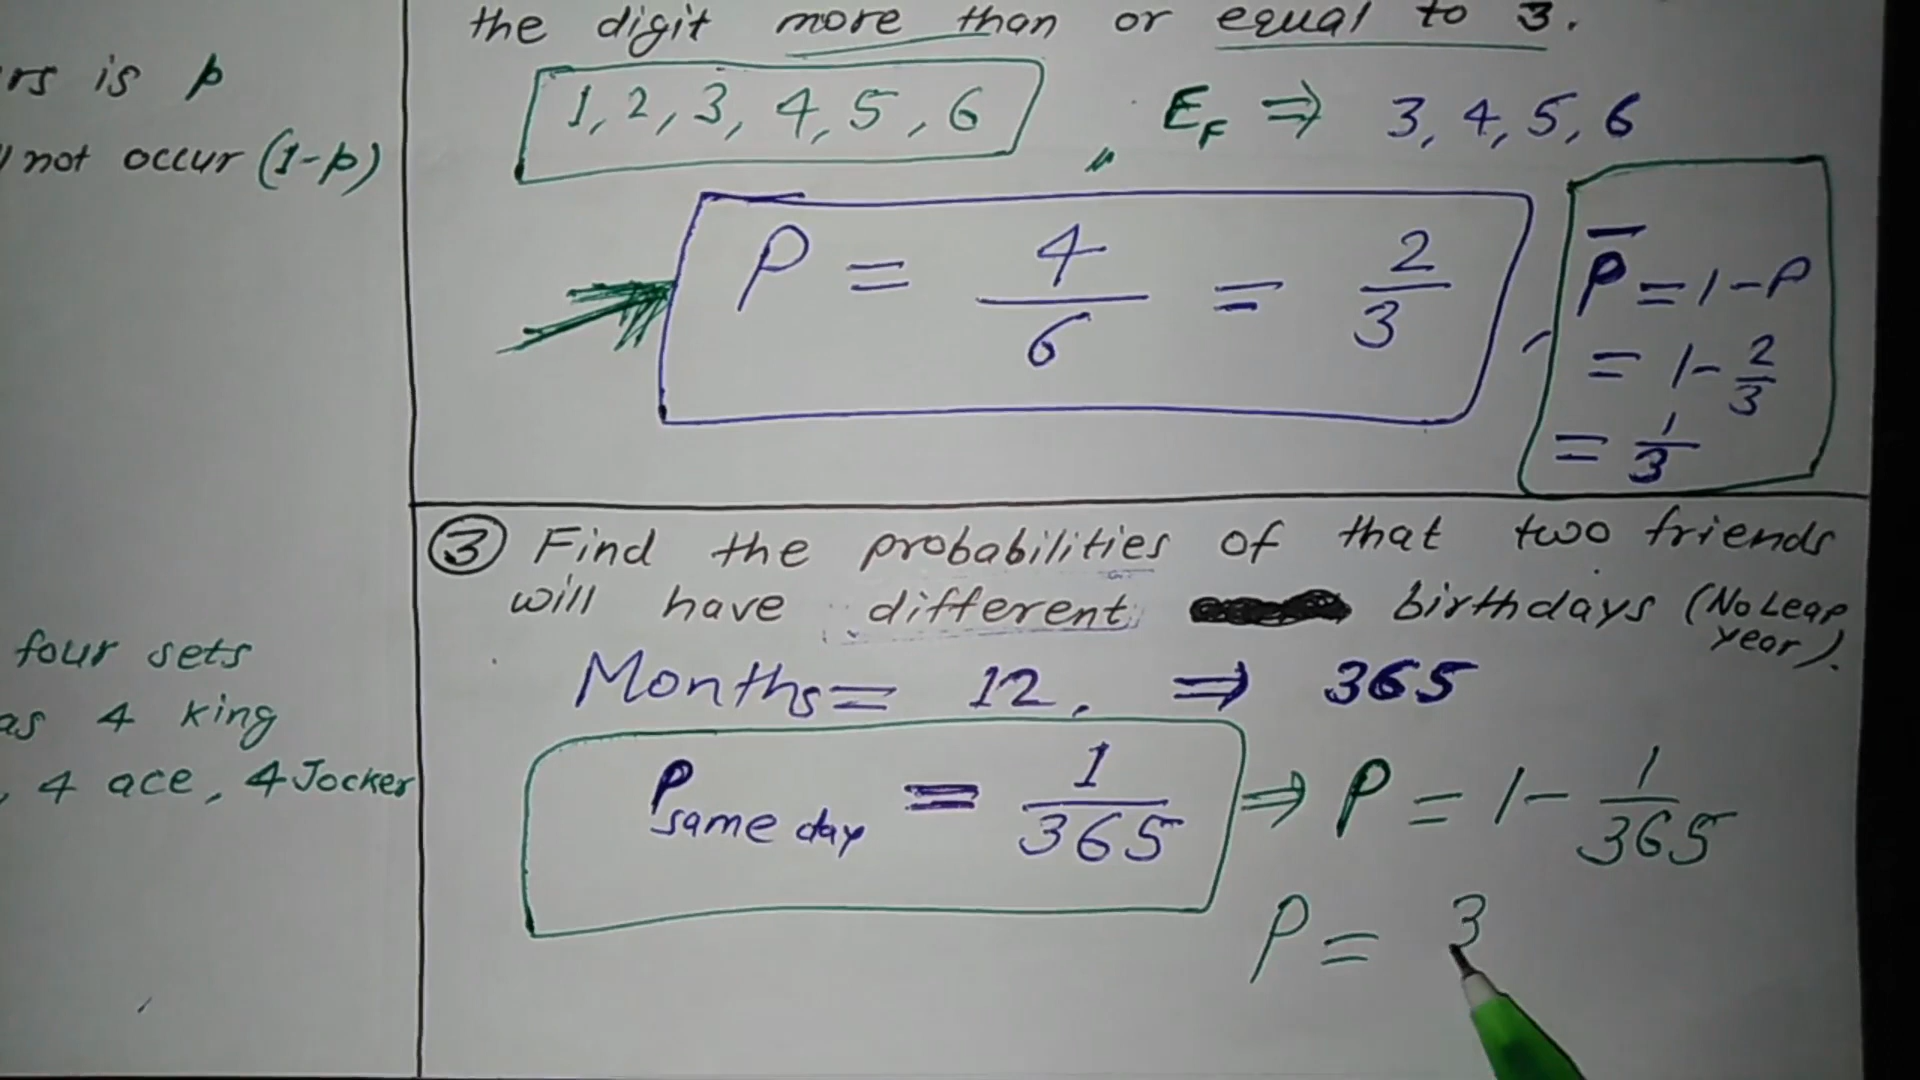 rs is p
not occur (1-p)
four sets
as 4 king
, 4 ace, 4 Jocker
the digit more than or equal to 3.
1, 2, 3, 4, 5, 6 , E_F ⇒ 3, 4, 5, 6
P = 4/6 = 2/3
P̄ = 1-P
= 1-2/3
= 1/3
③ Find the probabilities of that two friends
will have different birthdays (No Leap
year).
Months = 12. ⇒ 365
P same day = 1/365 ⇒ P = 1-1/365
P = 3